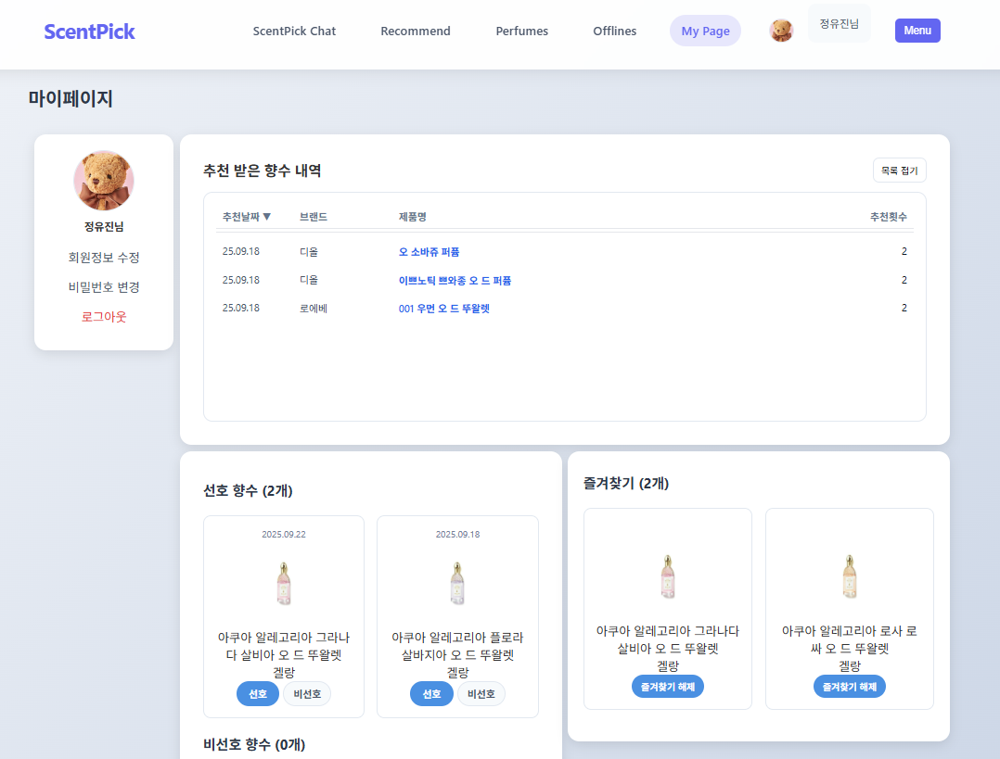 ScentPick
ScentPick Chat
Recommend
Perfumes
Offlines
My Page
정유진님
Menu
마이페이지
정유진님
회원정보 수정
비밀번호 변경
로그아웃
추천 받은 향수 내역
목록 접기
추천날짜 ▼ 브랜드 제품명 추천횟수
25.09.18 디올 오 소바쥬 퍼퓸 2
25.09.18 디올 이쁘노틱 쁘와종 오 드 퍼퓸 2
25.09.18 로에베 001 우먼 오 드 뚜왈렛 2
선호 향수 (2개)
2025.09.22
아쿠아 알레고리아 그라나
다 살비아 오 드 뚜왈렛
겔랑
선호 비선호
2025.09.18
아쿠아 알레고리아 플로라
살바지아 오 드 뚜왈렛
겔랑
선호 비선호
비선호 향수 (0개)
즐겨찾기 (2개)
아쿠아 알레고리아 그라나다
살비아 오 드 뚜왈렛
겔랑
즐겨찾기 해제
아쿠아 알레고리아 로사 로
싸 오 드 뚜왈렛
겔랑
즐겨찾기 해제